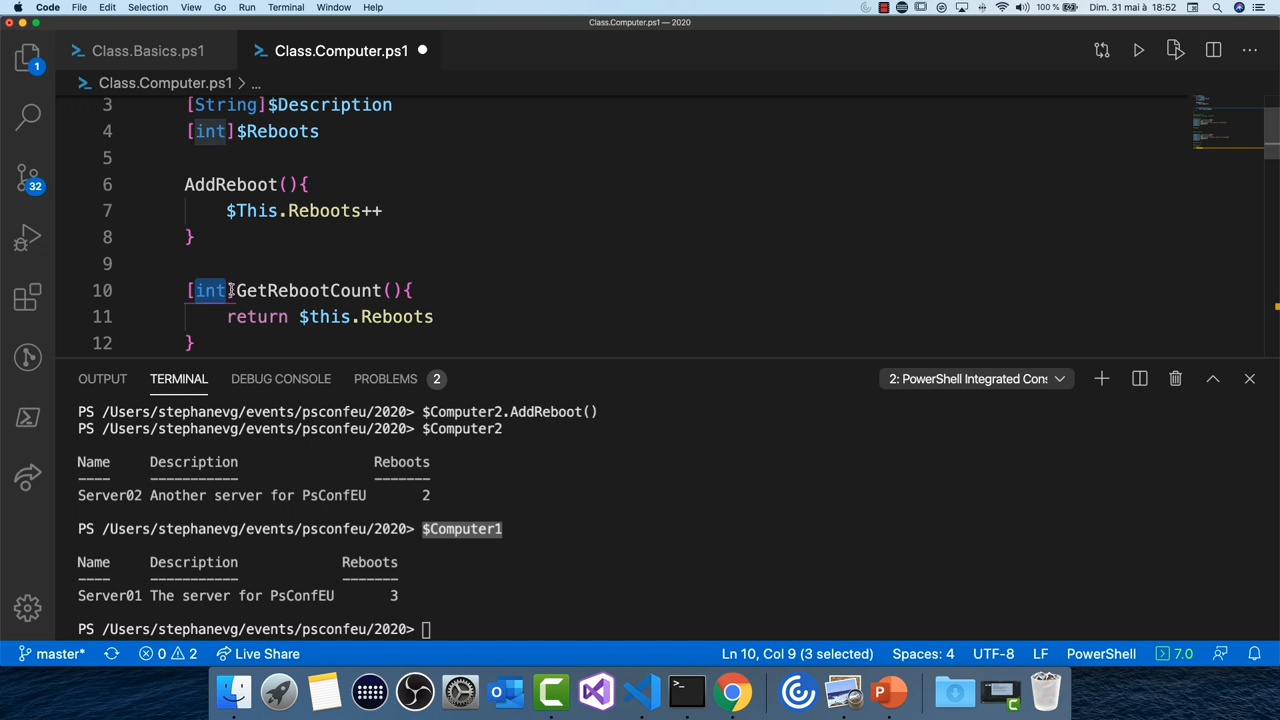 Code File Edit Selection View Go Run Terminal Window Help 100 % Dim. 31 mai à 18:52
Class.Computer.ps1 — 2020
Class.Basics.ps1 Class.Computer.ps1
Class.Computer.ps1 > ...
3 [String]$Description
4 [int]$Reboots
5
6 AddReboot(){
7 $This.Reboots++
8 }
9
10 [int]GetRebootCount(){
11 return $this.Reboots
12 }
1
32
OUTPUT TERMINAL DEBUG CONSOLE PROBLEMS 2 2: PowerShell Integrated Cons
PS /Users/stephanevg/events/psconfeu/2020> $Computer2.AddReboot()
PS /Users/stephanevg/events/psconfeu/2020> $Computer2
Name Description Reboots
---- ----------- -------
Server02 Another server for PsConfEU 2
PS /Users/stephanevg/events/psconfeu/2020> $Computer1
Name Description Reboots
---- ----------- -------
Server01 The server for PsConfEU 3
PS /Users/stephanevg/events/psconfeu/2020>
master* 0 2 Live Share Ln 10, Col 9 (3 selected) Spaces: 4 UTF-8 LF PowerShell 7.0